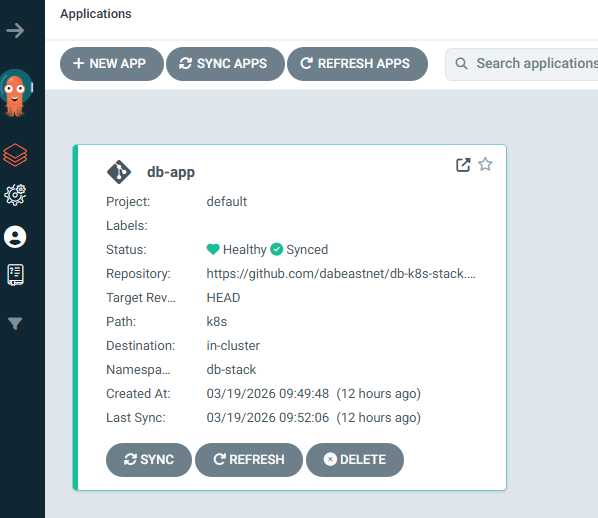 Applications
NEW APP SYNC APPS REFRESH APPS Search applications
db-app
Project: default
Labels:
Status: Healthy Synced
Repository: https://github.com/dabeastnet/db-k8s-stack....
Target Rev... HEAD
Path: k8s
Destination: in-cluster
Namespa... db-stack
Created At: 03/19/2026 09:49:48 (12 hours ago)
Last Sync: 03/19/2026 09:52:06 (12 hours ago)
SYNC REFRESH DELETE